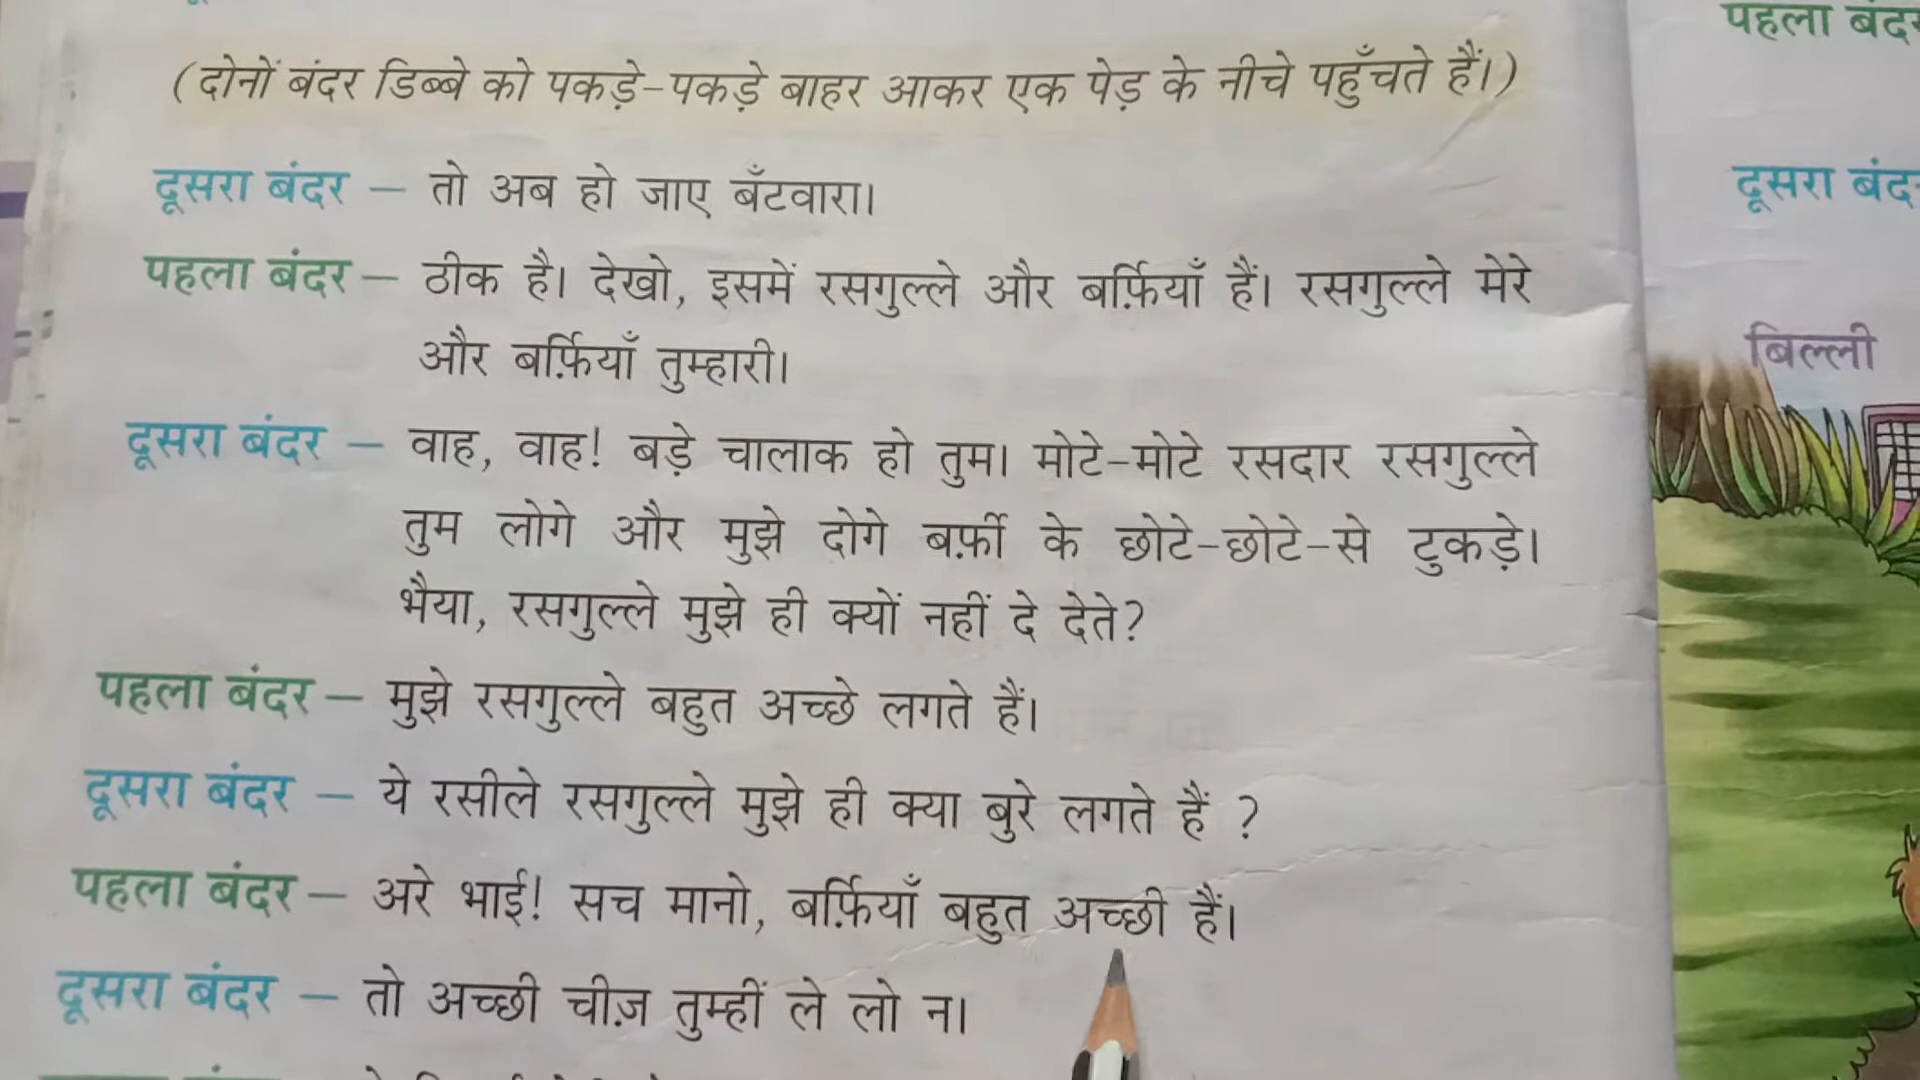 (दोनों बंदर डिब्बे को पकड़े-पकड़े बाहर आकर एक पेड़ के नीचे पहुँचते हैं।)
दूसरा बंदर – तो अब हो जाए बँटवारा।
पहला बंदर – ठीक है। देखो, इसमें रसगुल्ले और बर्फ़ियाँ हैं। रसगुल्ले मेरे
और बर्फ़ियाँ तुम्हारी।
दूसरा बंदर – वाह, वाह! बड़े चालाक हो तुम। मोटे-मोटे रसदार रसगुल्ले
तुम लोगे और मुझे दोगे बर्फ़ी के छोटे-छोटे-से टुकड़े।
भैया, रसगुल्ले मुझे ही क्यों नहीं दे देते?
पहला बंदर – मुझे रसगुल्ले बहुत अच्छे लगते हैं।
दूसरा बंदर – ये रसीले रसगुल्ले मुझे ही क्या बुरे लगते हैं ?
पहला बंदर – अरे भाई! सच मानो, बर्फ़ियाँ बहुत अच्छी हैं।
दूसरा बंदर – तो अच्छी चीज़ तुम्हीं ले लो न।
पहला
दूसरा
बिल्ली